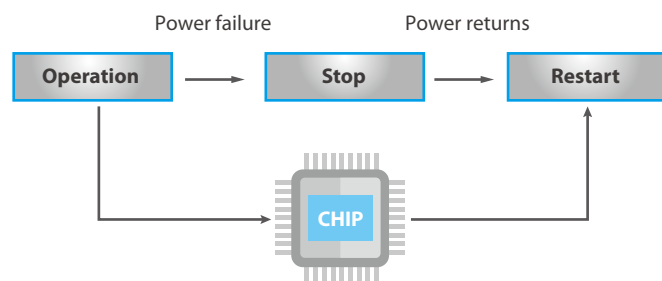 Power failure
Power returns
Operation
Stop
Restart
CHIP